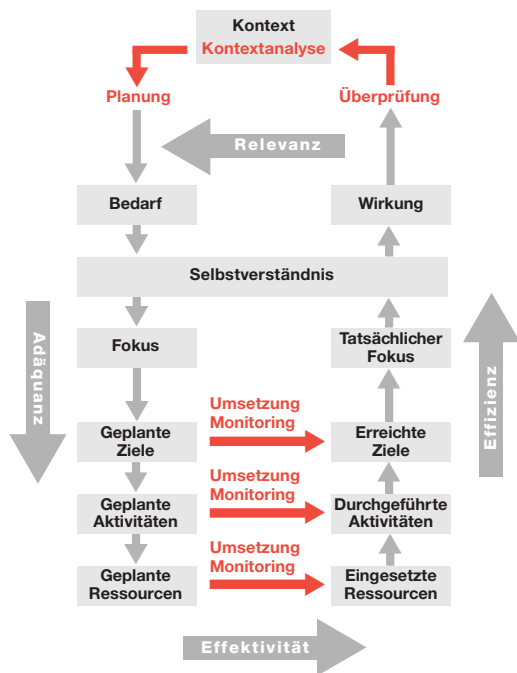 Kontext
Kontextanalyse
Planung
Überprüfung
Relevanz
Bedarf
Wirkung
Selbstverständnis
Adäquanz
Fokus
Tatsächlicher
Fokus
Effizienz
Geplante
Ziele
Umsetzung
Monitoring
Erreichte
Ziele
Geplante
Aktivitäten
Umsetzung
Monitoring
Durchgeführte
Aktivitäten
Geplante
Ressourcen
Umsetzung
Monitoring
Eingesetzte
Ressourcen
Effektivität